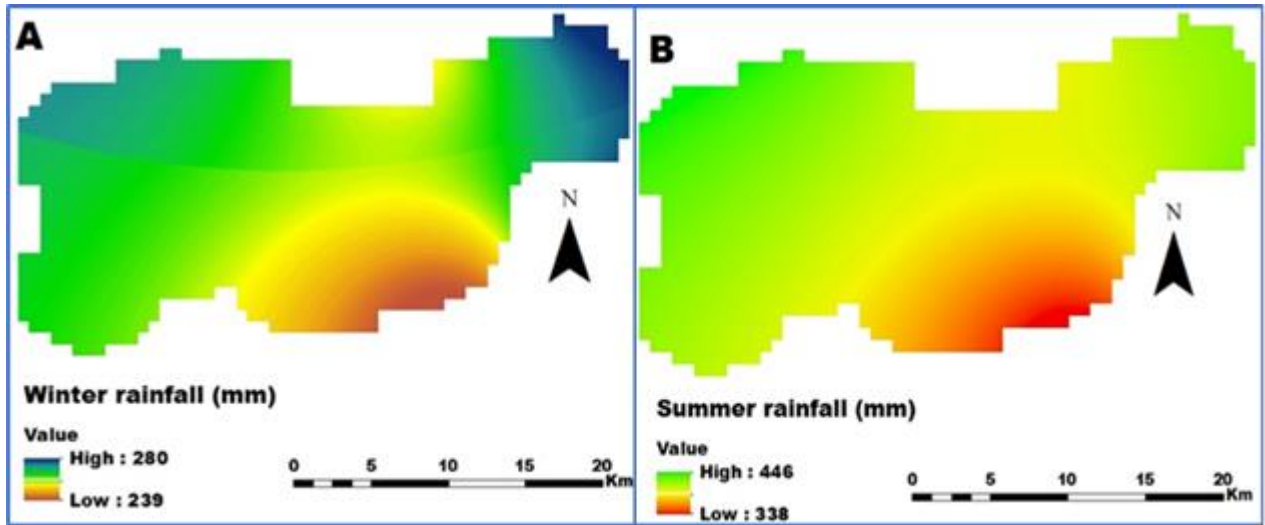 A
N
Winter rainfall (mm)
Value
High : 280
Low : 239
0 5 10 15 20
Km
B
N
Summer rainfall (mm)
Value
High : 446
Low : 338
0 5 10 15 20
Km